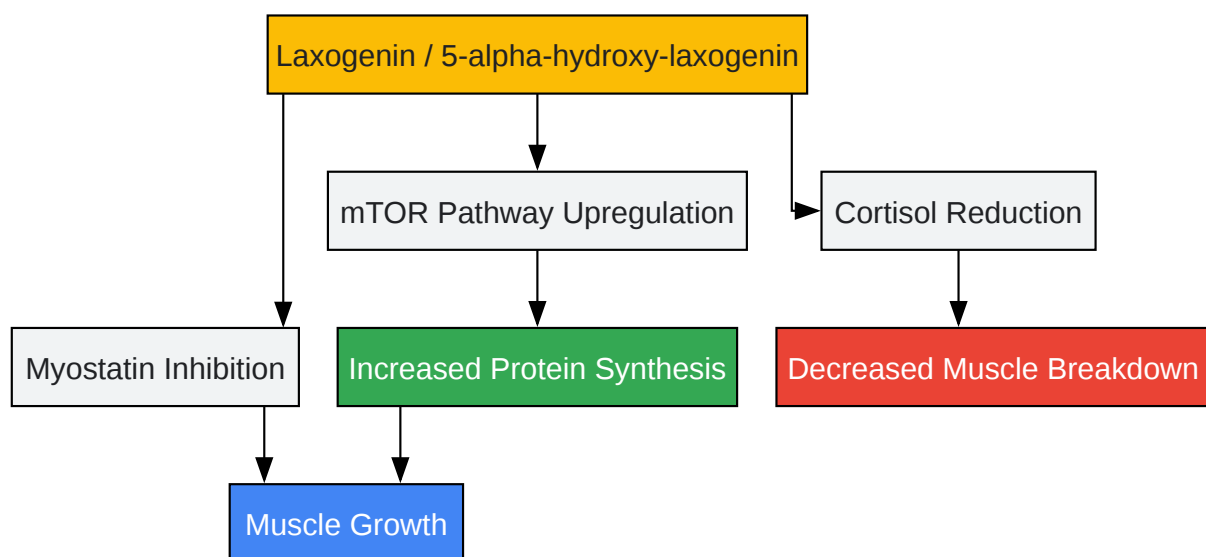 Laxogenin / 5-alpha-hydroxy-laxogenin
mTOR Pathway Upregulation
Cortisol Reduction
Myostatin Inhibition
Increased Protein Synthesis
Decreased Muscle Breakdown
Muscle Growth